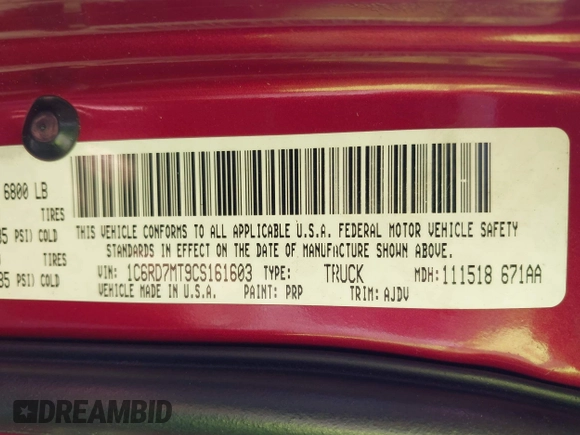 6800 LB
TIRES
35 PSI) COLD
TIRES
35 PSI) COLD
THIS VEHICLE CONFORMS TO ALL APPLICABLE U.S.A. FEDERAL MOTOR VEHICLE SAFETY
STANDARDS IN EFFECT ON THE DATE OF MANUFACTURE SHOWN ABOVE.
VIN: 1C6RD7MT9CS161603 TYPE: TRUCK MDH: 111518 671AA
VEHICLE MADE IN U.S.A. PAINT: PRP TRIM: AJDV
DREAMBID